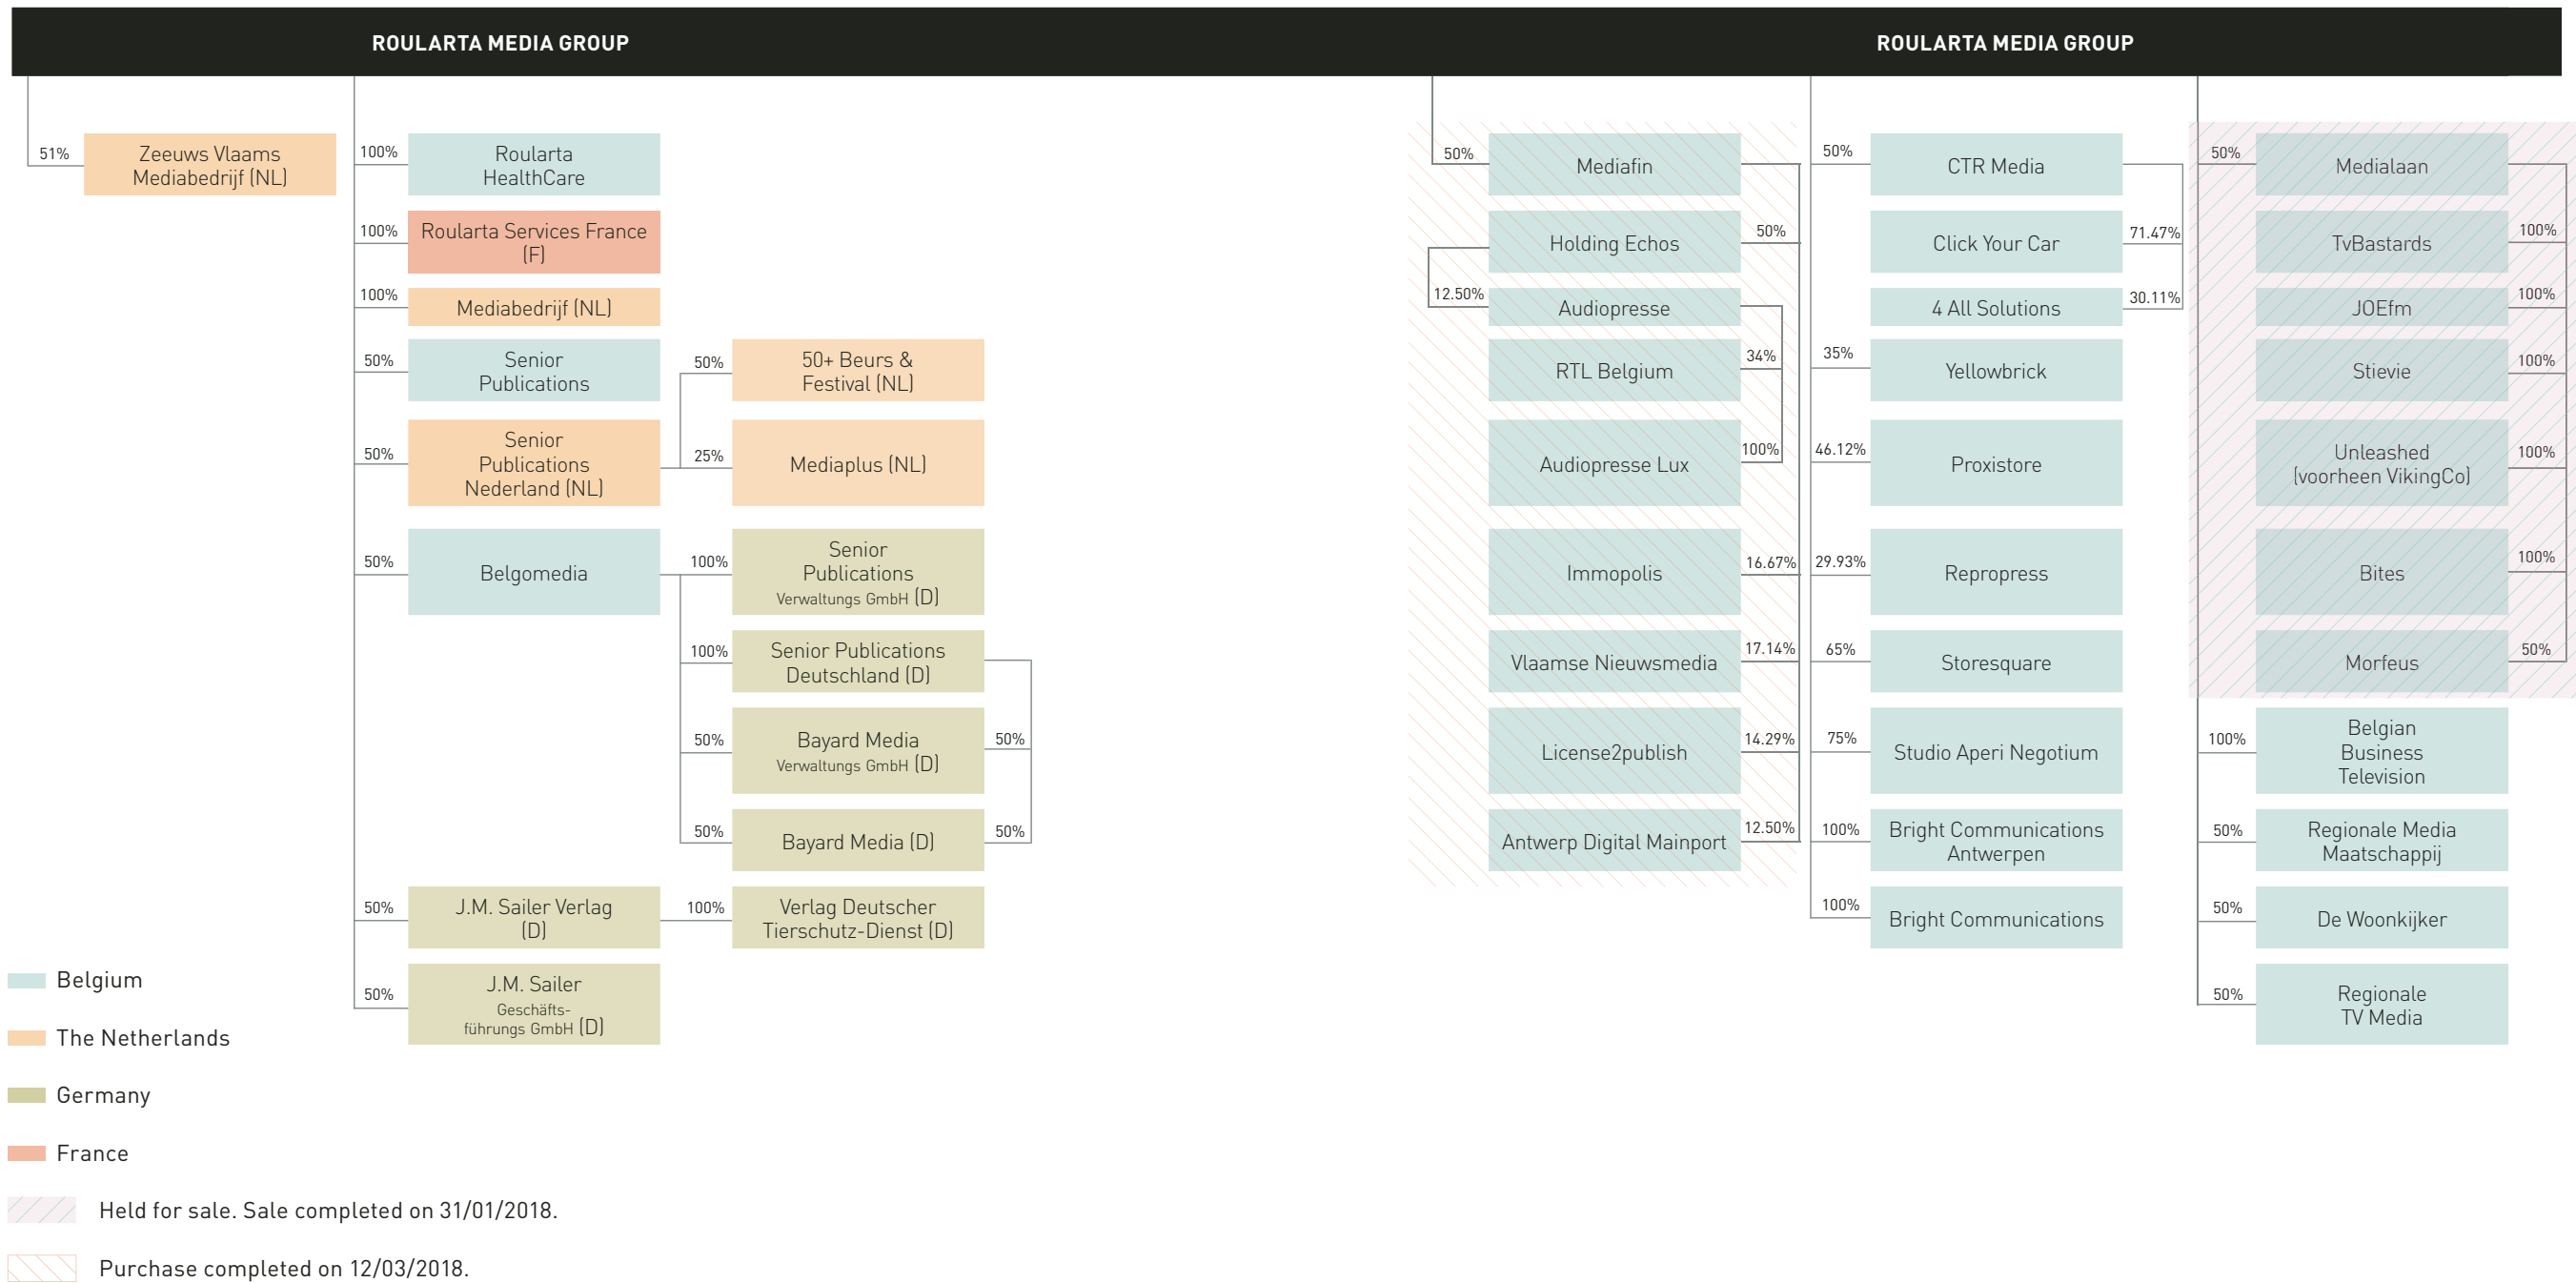 ROULARTA MEDIA GROUP
ROULARTA MEDIA GROUP
51%
Zeeuws Vlaams
Mediabedrijf (NL)
100%
Roularta
HealthCare
100%
Roularta Services France
(F)
100%
Mediabedrijf (NL)
50%
Senior
Publications
50%
Senior
Publications
Nederland (NL)
50%
50+ Beurs &
Festival (NL)
25%
Mediaplus (NL)
50%
Belgomedia
100%
Senior
Publications
Verwaltungs GmbH (D)
100%
Senior Publications
Deutschland (D)
50%
Bayard Media
Verwaltungs GmbH (D)
50%
50%
Bayard Media (D)
50%
50%
J.M. Sailer Verlag
(D)
100%
Verlag Deutscher
Tierschutz-Dienst (D)
50%
J.M. Sailer
Geschäfts-
führungs GmbH (D)
50%
Mediafin
Holding Echos
50%
12.50%
Audiopresse
RTL Belgium
34%
Audiopresse Lux
100%
Immopolis
16.67%
Vlaamse Nieuwsmedia
17.14%
License2publish
14.29%
Antwerp Digital Mainport
12.50%
50%
CTR Media
Click Your Car
71.47%
4 All Solutions
30.11%
35%
Yellowbrick
46.12%
Proxistore
29.93%
Repropress
65%
Storesquare
75%
Studio Aperi Negotium
100%
Bright Communications
Antwerpen
100%
Bright Communications
50%
Medialaan
TvBastards
100%
JOEfm
100%
Stievie
100%
Unleashed
(voorheen VikingCo)
100%
Bites
100%
Morfeus
50%
100%
Belgian
Business
Television
50%
Regionale Media
Maatschappij
50%
De Woonkijker
50%
Regionale
TV Media
Belgium
The Netherlands
Germany
France
Held for sale. Sale completed on 31/01/2018.
Purchase completed on 12/03/2018.